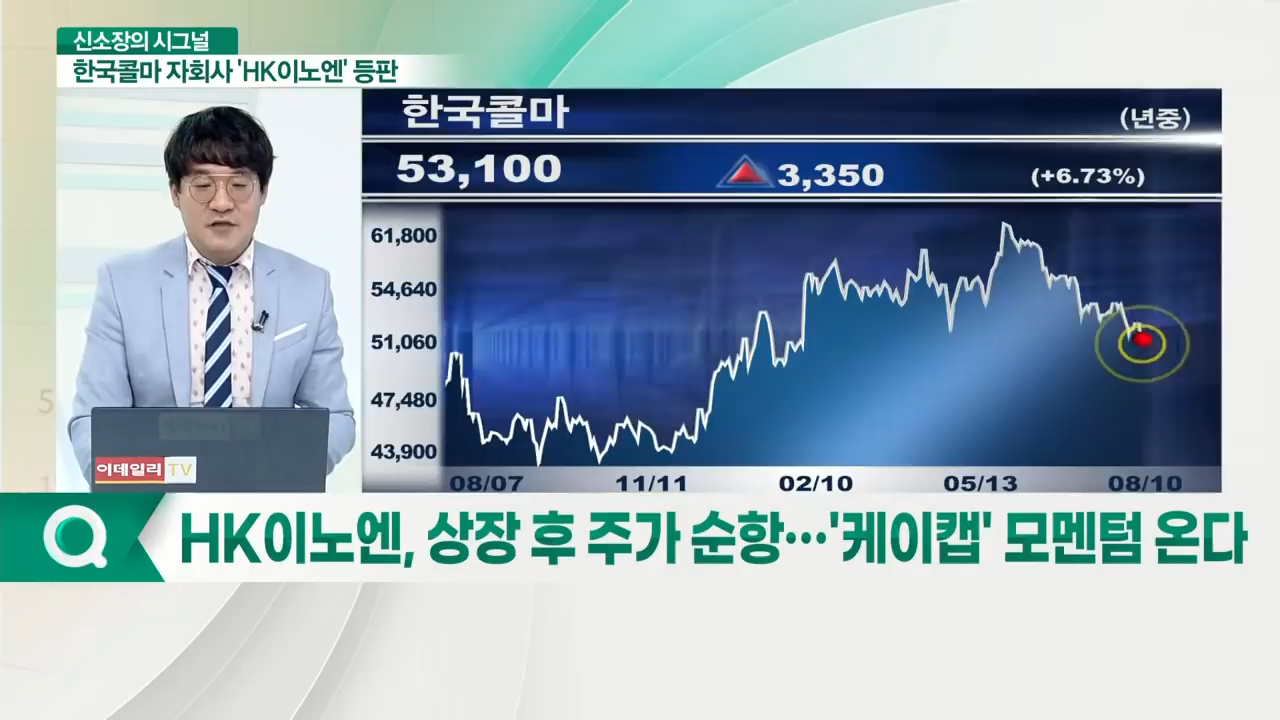 신소장의 시그널
한국콜마 자회사 'HK이노엔' 등판
한국콜마
(년중)
53,100
3,350
(+6.73%)
61,800
54,640
51,060
47,480
43,900
08/07
11/11
02/10
05/13
08/10
이데일리 TV
HK이노엔, 상장 후 주가 순항…'케이캡' 모멘텀 온다